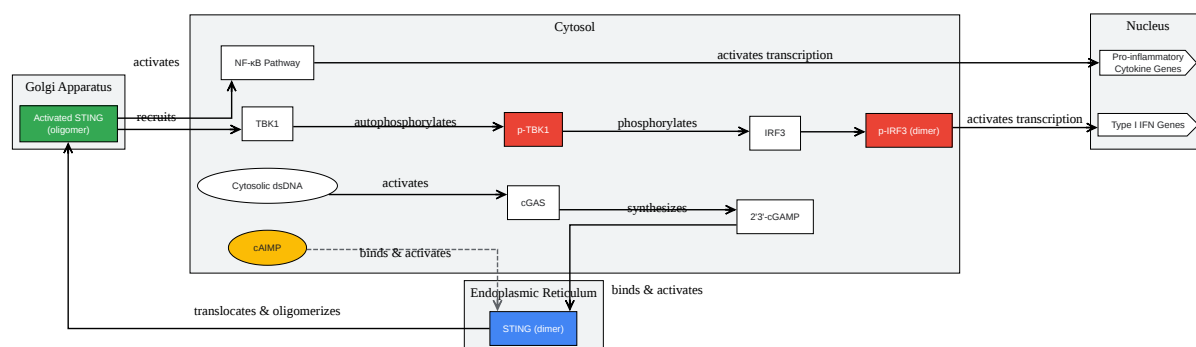 Cytosol
Nucleus
NF-κB Pathway
activates transcription
Pro-inflammatory
Cytokine Genes
activates
Golgi Apparatus
Activated STING
(oligomer)
recruits
TBK1
autophosphorylates
p-TBK1
phosphorylates
IRF3
p-IRF3 (dimer)
activates transcription
Type I IFN Genes
Cytosolic dsDNA
activates
cGAS
synthesizes
2'3'-cGAMP
cAIMP
binds & activates
Endoplasmic Reticulum
binds & activates
translocates & oligomerizes
STING (dimer)